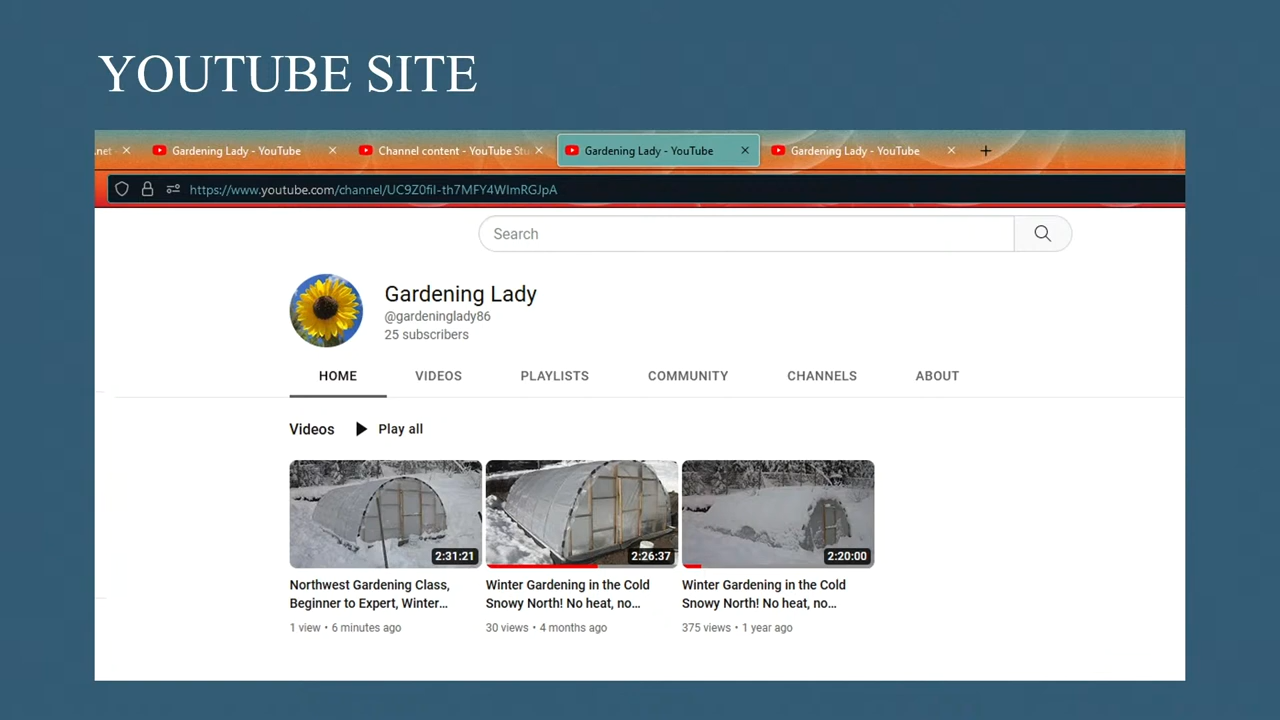 YOUTUBE SITE
.net -
Gardening Lady - YouTube
Channel content - YouTube Stu
Gardening Lady - YouTube
Gardening Lady - YouTube
https://www.youtube.com/channel/UC9Z0fiI-th7MFY4WImRGJpA
Search
Gardening Lady
@gardeninglady86
25 subscribers
HOME VIDEOS PLAYLISTS COMMUNITY CHANNELS ABOUT
Videos Play all
2:31:21
2:26:37
2:20:00
Northwest Gardening Class,
Beginner to Expert, Winter...
1 view • 6 minutes ago
Winter Gardening in the Cold
Snowy North! No heat, no...
30 views • 4 months ago
Winter Gardening in the Cold
Snowy North! No heat, no...
375 views • 1 year ago